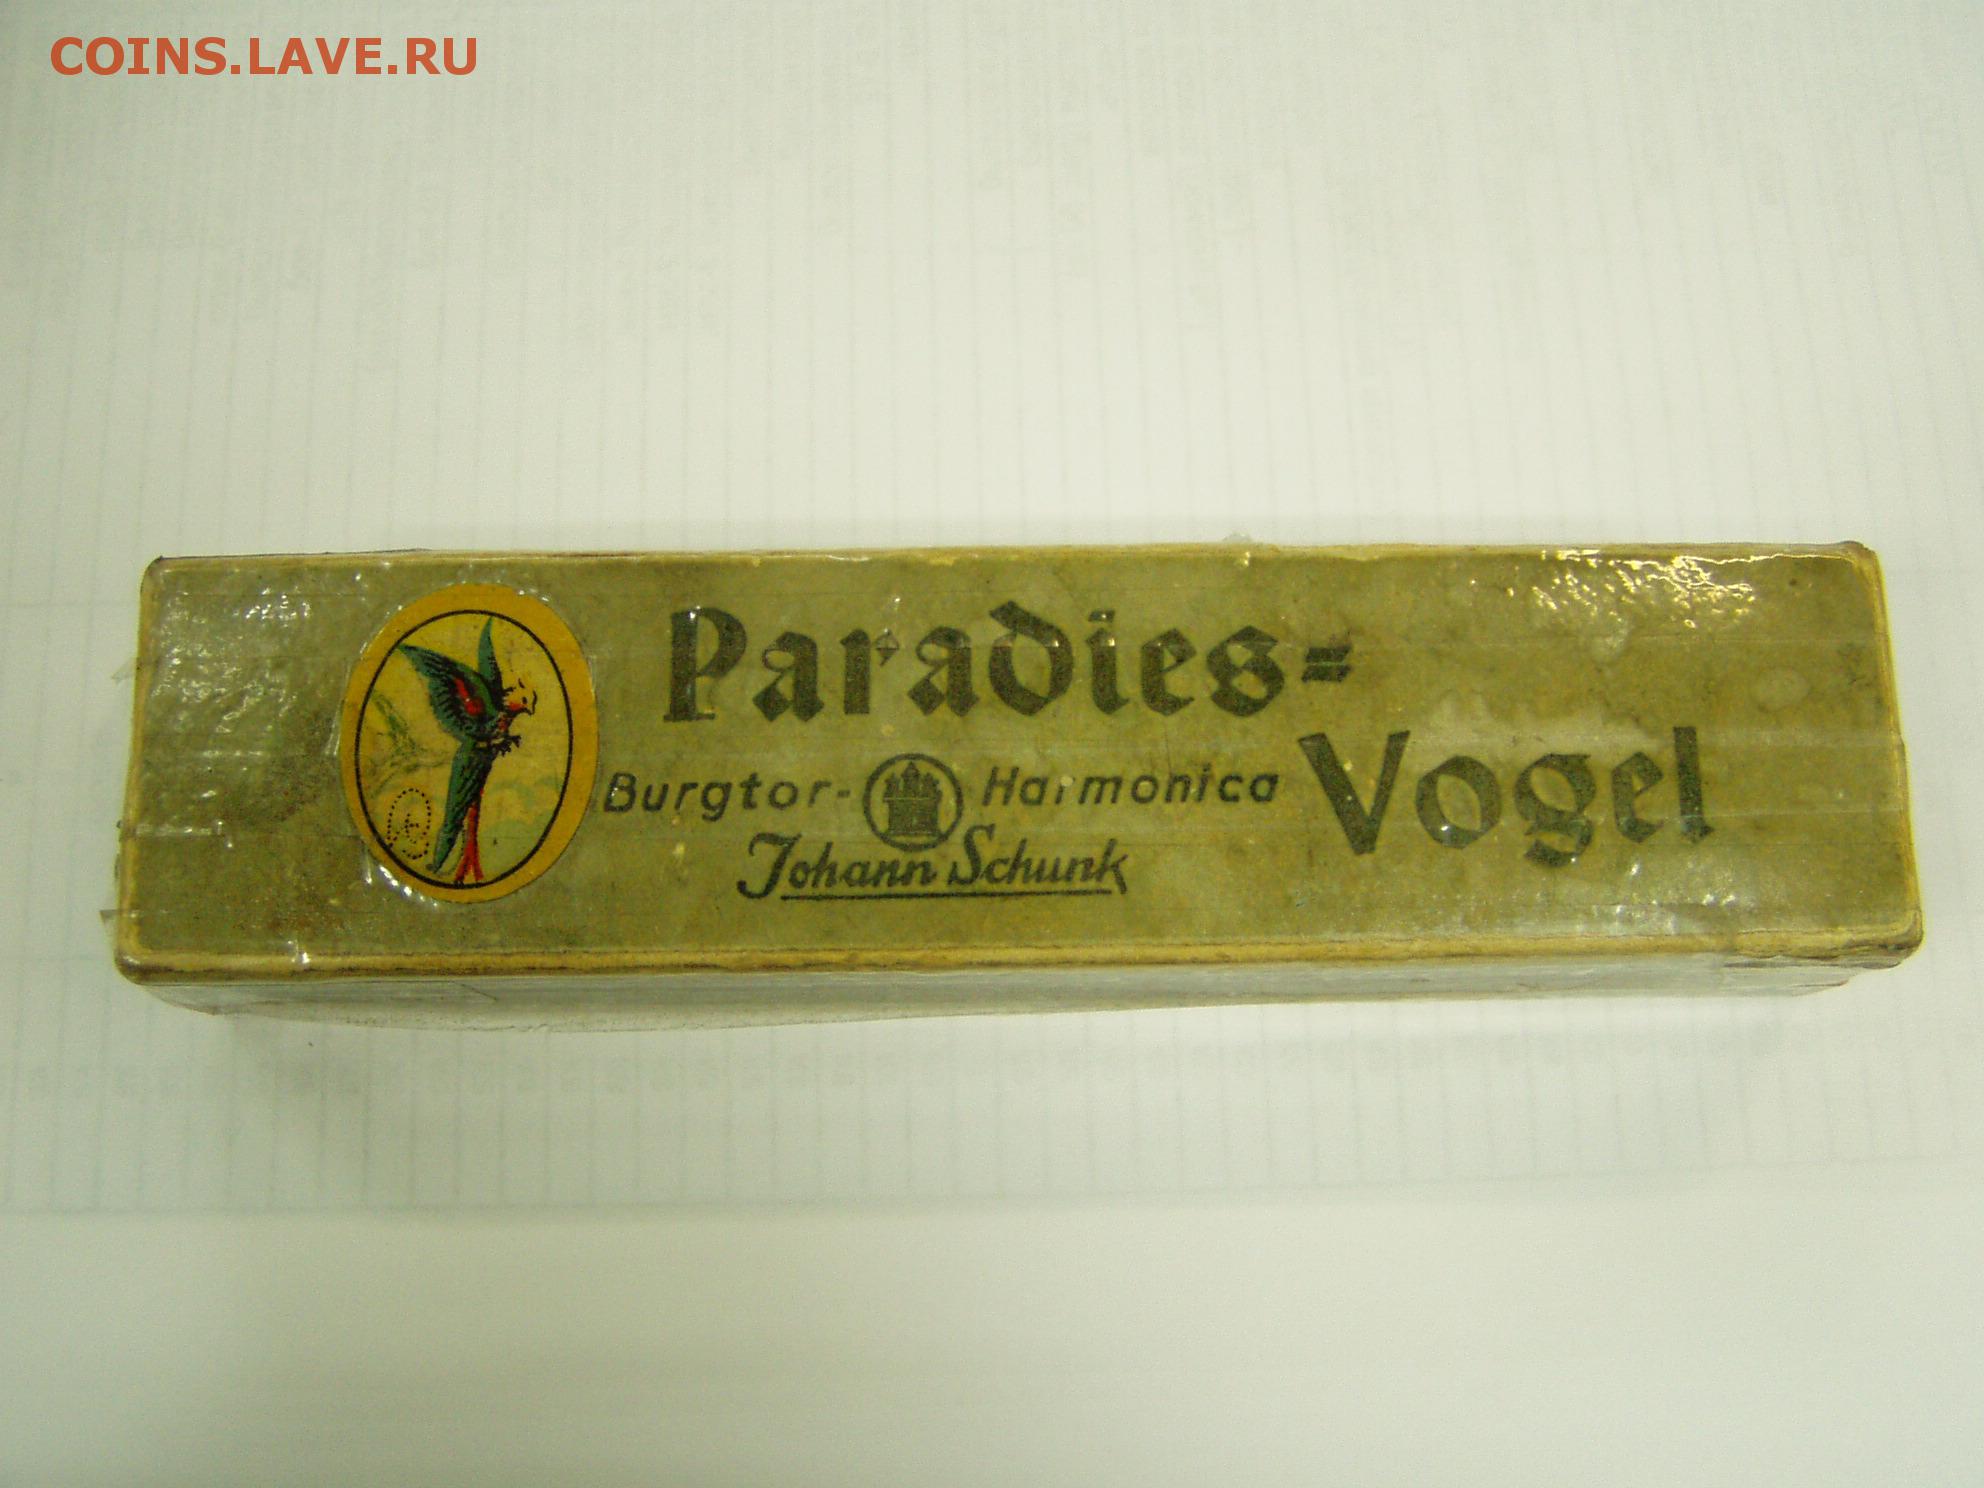 COINS.LAVE.RU
Paradies=
Vogel
Burgtor- Harmonica
Johann Schunk